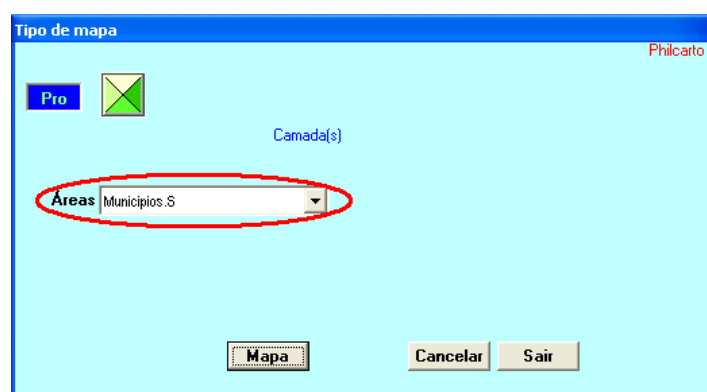 Tipo de mapa
Philcarto
Pro
Camada(s)
Áreas Municipios.S
Mapa Cancelar Sair